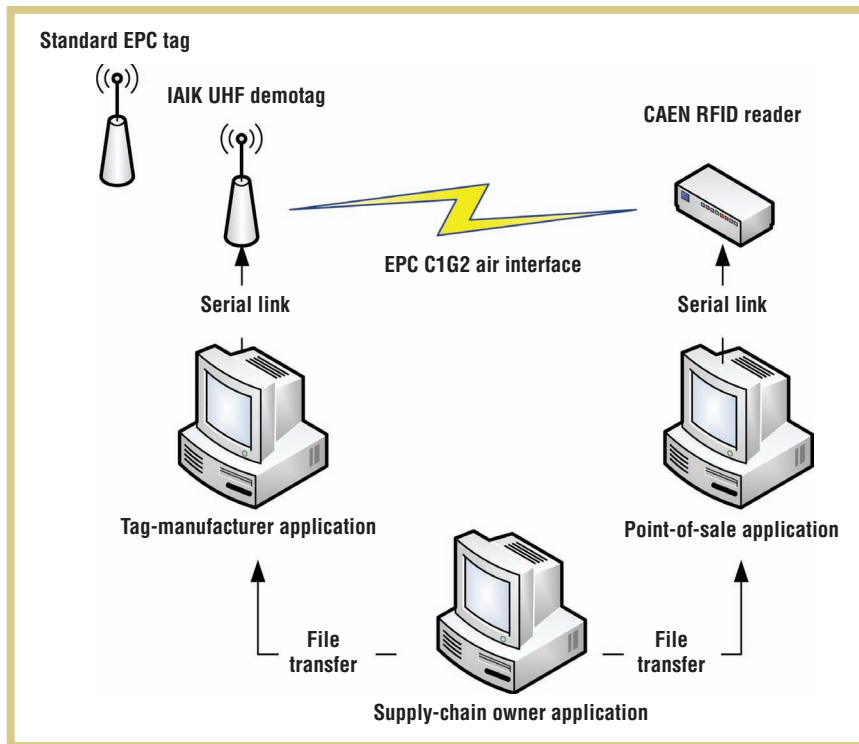 Standard EPC tag
IAIK UHF demotag
CAEN RFID reader
EPC C1G2 air interface
Serial link
Serial link
Tag-manufacturer application
Point-of-sale application
File
transfer
File
transfer
Supply-chain owner application